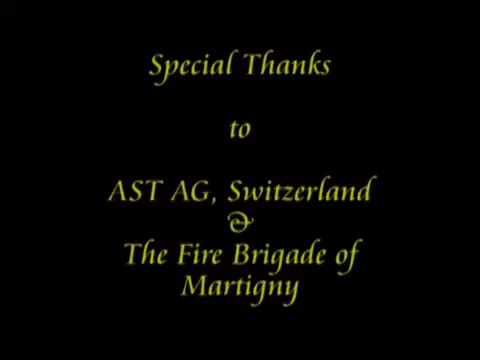 Special Thanks
to
AST AG, Switzerland
&
The Fire Brigade of
Martigny